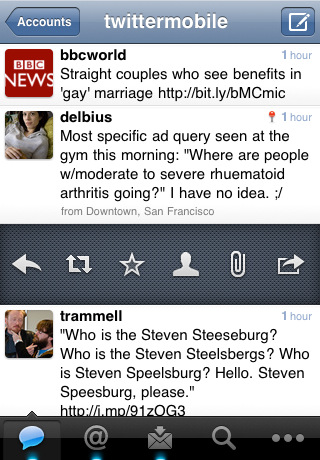 Accounts
twittermobile
BBC
NEWS
bbcworld
1 hour
Straight couples who see benefits in
'gay' marriage http://bit.ly/bMCmic
delbius
1 hour
Most specific ad query seen at the
gym this morning: "Where are people
w/moderate to severe rhuematoid
arthritis going?" I have no idea. ;/
from Downtown, San Francisco
trammell
1 hour
"Who is the Steven Steeseburg?
Who is the Steven Steelsbergs? Who
is Steven Speelsburg? Hello. Steven
Speesburg, please."
http://j.mp/91zOG3
@